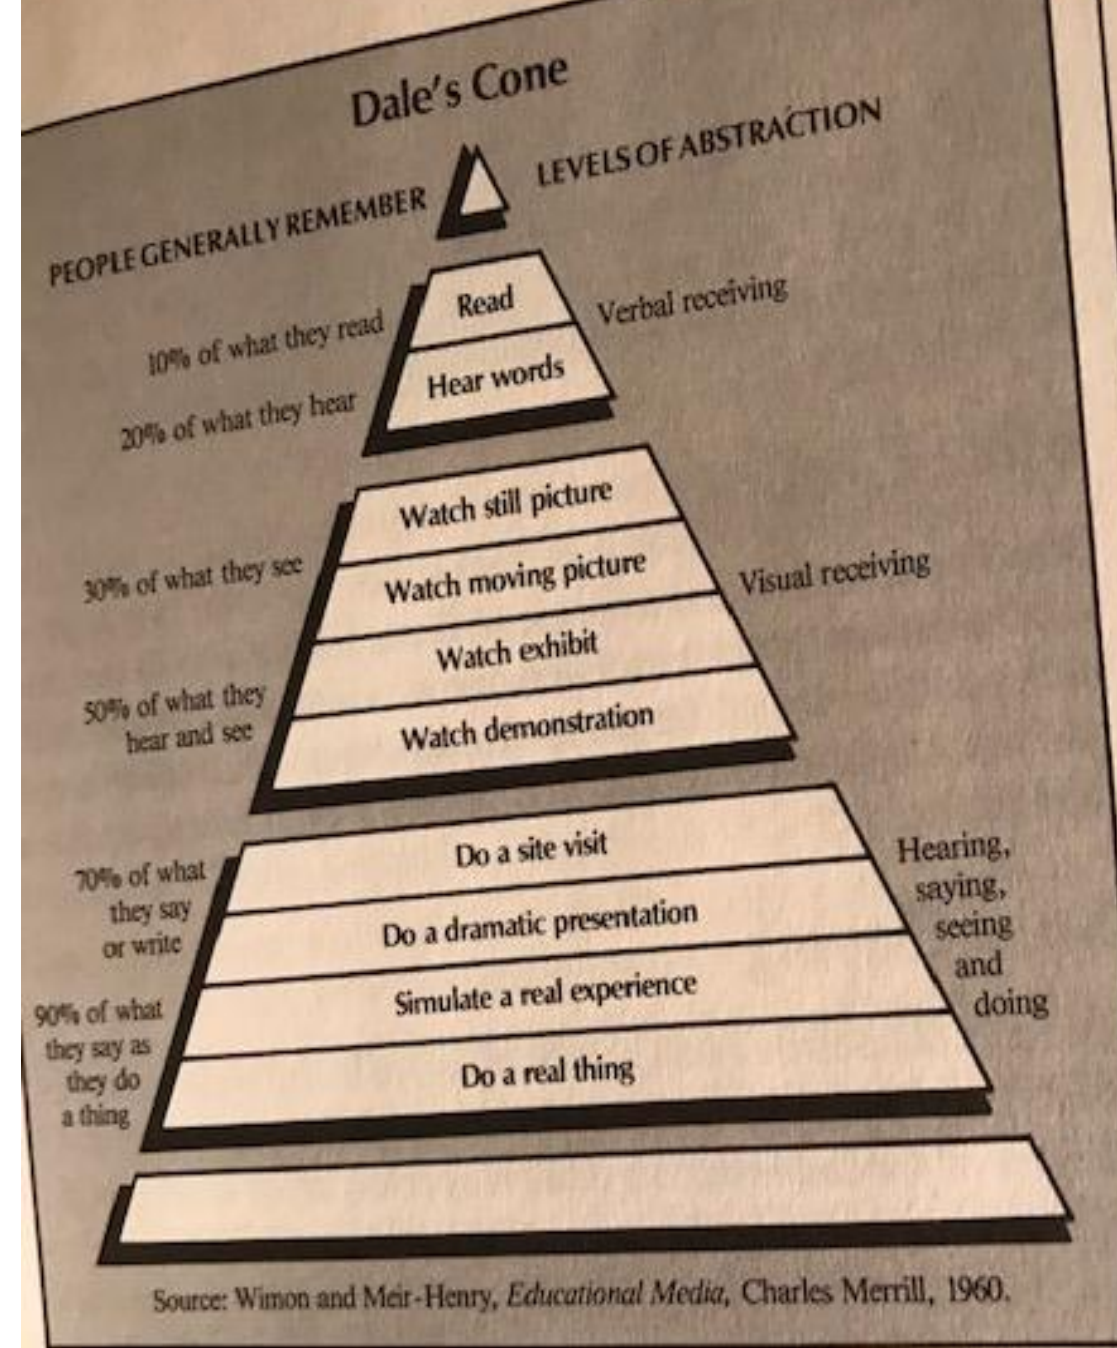 Dale's Cone
PEOPLE GENERALLY REMEMBER
LEVELS OF ABSTRACTION
10% of what they read
Read
Verbal receiving
20% of what they hear
Hear words
30% of what they see
Watch still picture
Watch moving picture
Visual receiving
50% of what they
hear and see
Watch exhibit
Watch demonstration
70% of what
they say
or write
Do a site visit
Do a dramatic presentation
Hearing,
saying,
seeing
and
doing
90% of what
they say as
they do
a thing
Simulate a real experience
Do a real thing
Source: Wimon and Meir-Henry, Educational Media, Charles Merrill, 1960.